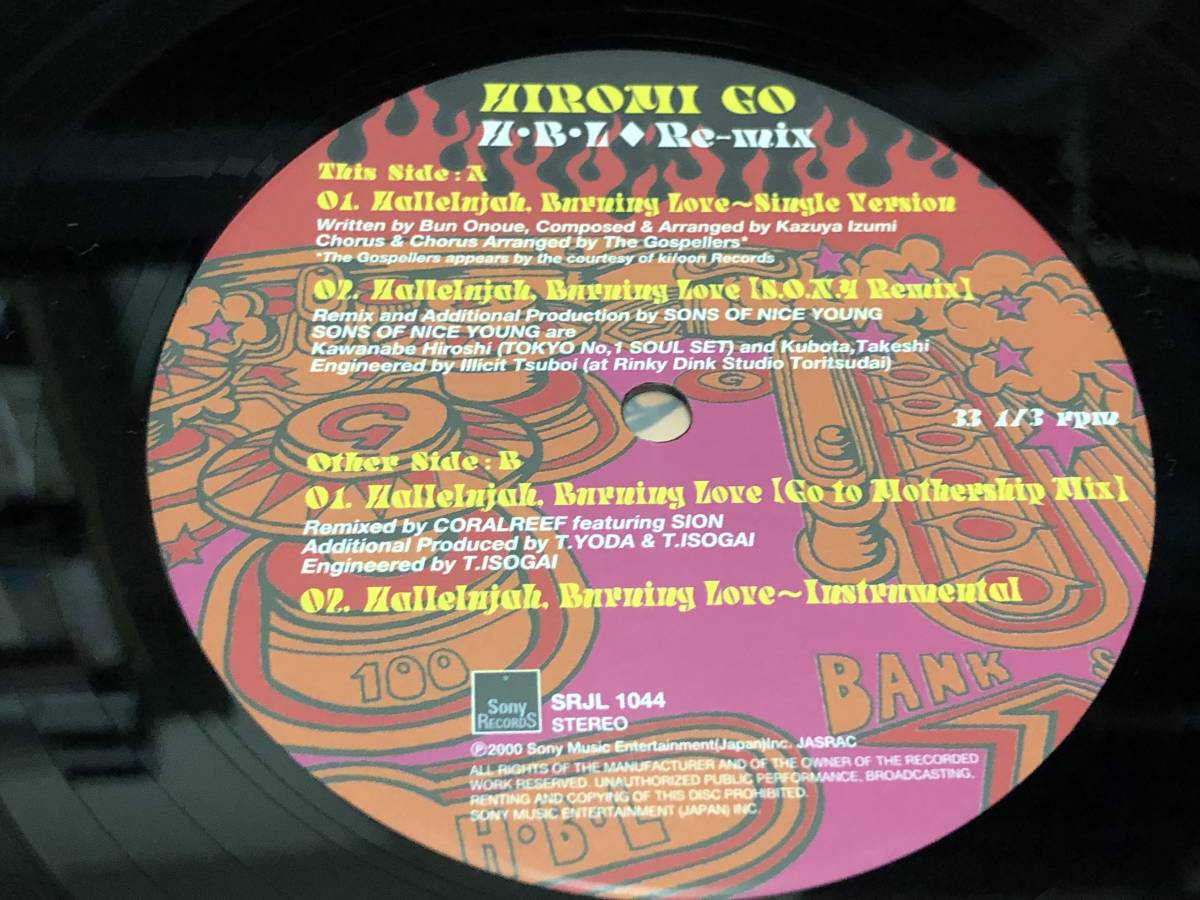 HIROMI GO
H・B・L◆Re-mix
This Side : A
01. Hallelujah, Burning Love~Single Version
Written by Bun Onoue, Composed & Arranged by Kazuya Izumi
Chorus & Chorus Arranged by The Gospellers*
*The Gospellers appears by the courtesy of ki/oon Records
02. Hallelujah, Burning Love [S.O.N.Y Remix]
Remix and Additional Production by SONS OF NICE YOUNG
SONS OF NICE YOUNG are
Kawanabe Hiroshi (TOKYO No,1 SOUL SET) and Kubota,Takeshi
Engineered by Illicit Tsuboi (at Rinky Dink Studio Toritsudai)
G
G
33 1/3 rpm
Other Side : B
01. Hallelujah, Burning Love [Go to Mothership Mix]
Remixed by CORALREEF featuring SION
Additional Produced by T.YODA & T.ISOGAI
Engineered by T.ISOGAI
02. Hallelujah, Burning Love~Instrumental
100
BANK
Sony
RECORDS
SRJL 1044
STEREO
℗2000 Sony Music Entertainment(Japan)Inc. JASRAC
ALL RIGHTS OF THE MANUFACTURER AND OF THE OWNER OF THE RECORDED
WORK RESERVED. UNAUTHORIZED PUBLIC PERFORMANCE, BROADCASTING,
RENTING AND COPYING OF THIS DISC PROHIBITED.
SONY MUSIC ENTERTAINMENT (JAPAN) INC.
H・B・L